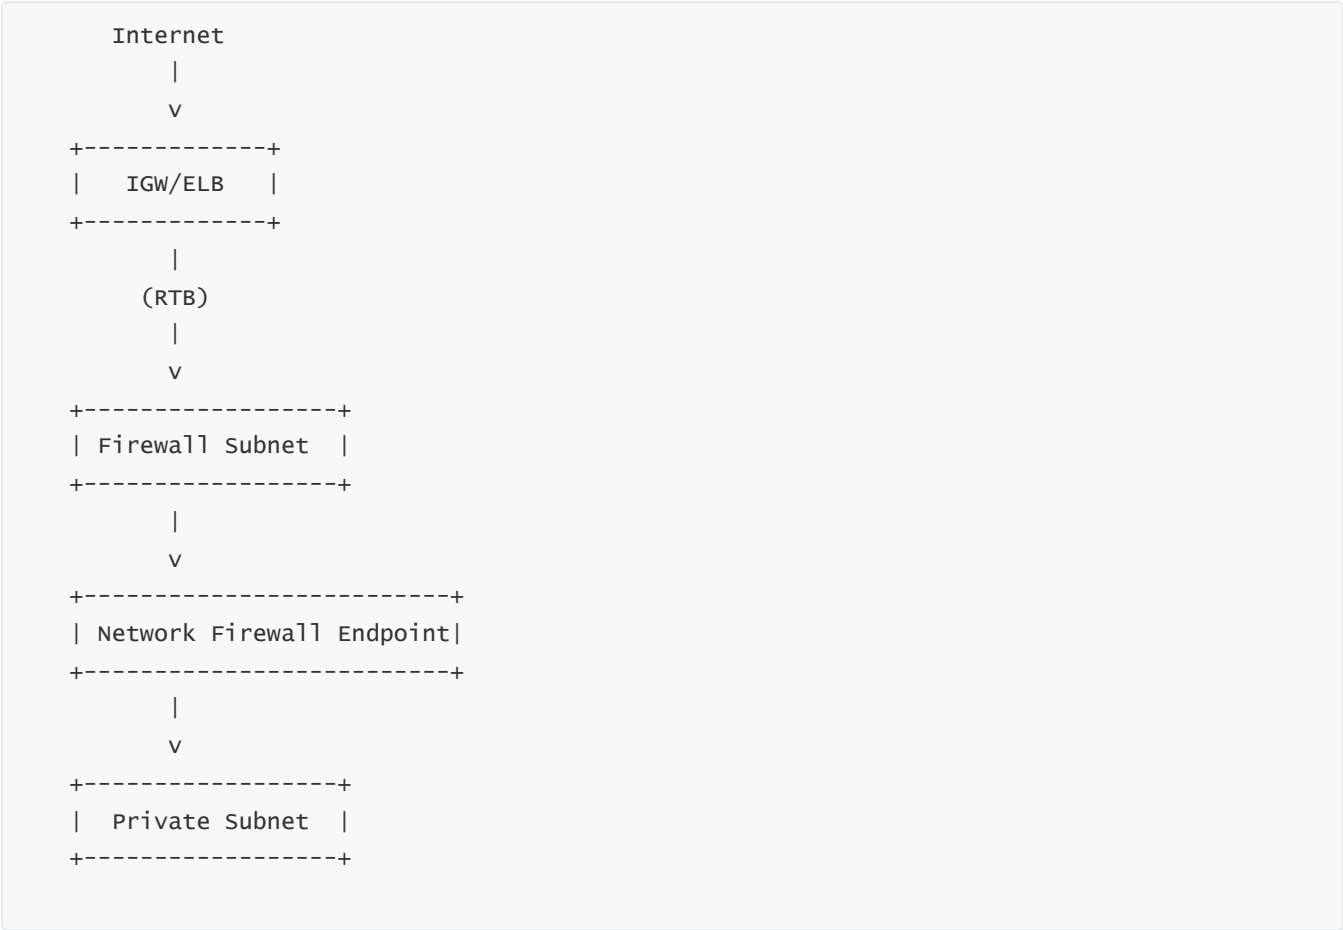 Internet
|
v
+-------------+
|   IGW/ELB   |
+-------------+
|
(RTB)
|
v
+------------------+
| Firewall Subnet  |
+------------------+
|
v
+--------------------------+
| Network Firewall Endpoint|
+--------------------------+
|
v
+------------------+
|  Private Subnet  |
+------------------+